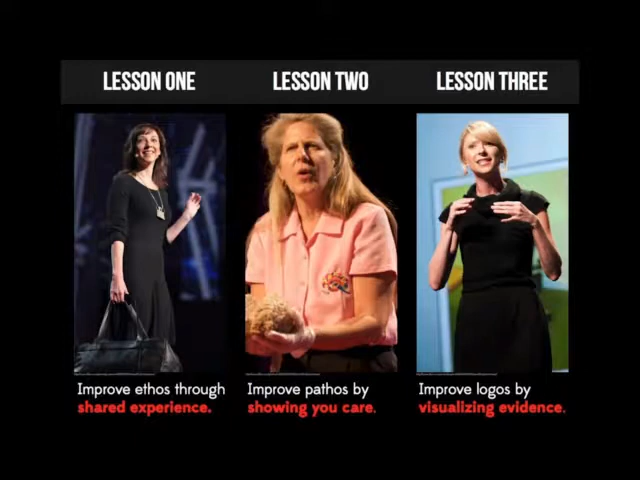 LESSON ONE
LESSON TWO
LESSON THREE
Improve ethos through
shared experience.
Improve pathos by
showing you care.
Improve logos by
visualizing evidence.